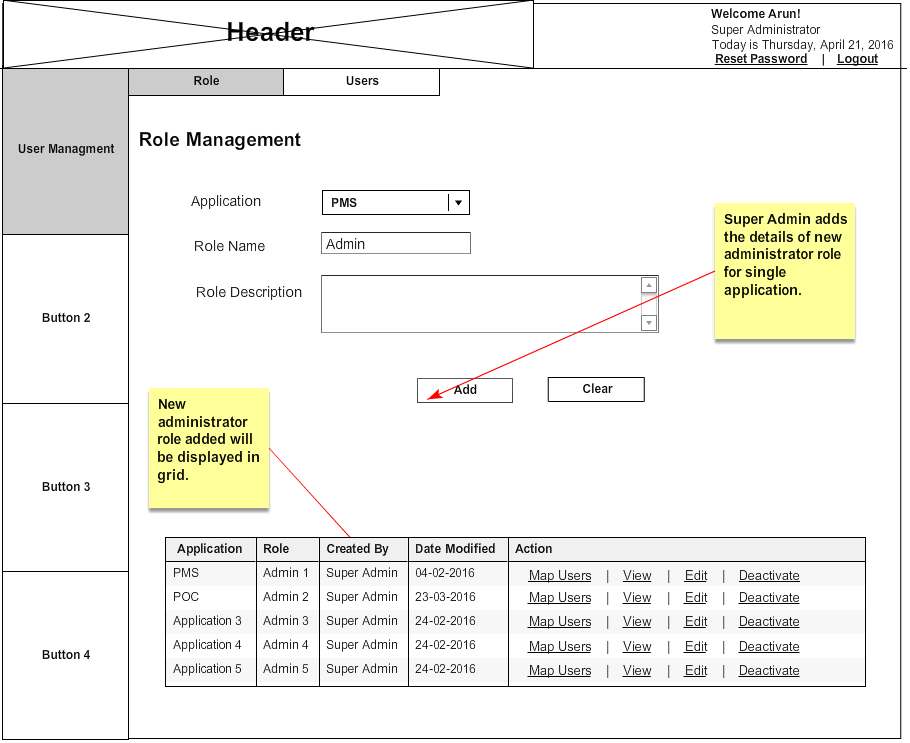 Header
Welcome Arun!
Super Administrator
Today is Thursday, April 21, 2016
Reset Password | Logout
Role Users
User Managment
Button 2
Button 3
Button 4
Role Management
Application PMS
Role Name Admin
Role Description
Add Clear
Super Admin adds
the details of new
administrator role
for single
application.
New
administrator
role added will
be displayed in
grid.
Application Role Created By Date Modified Action
PMS Admin 1 Super Admin 04-02-2016 Map Users | View | Edit | Deactivate
POC Admin 2 Super Admin 23-03-2016 Map Users | View | Edit | Deactivate
Application 3 Admin 3 Super Admin 24-02-2016 Map Users | View | Edit | Deactivate
Application 4 Admin 4 Super Admin 24-02-2016 Map Users | View | Edit | Deactivate
Application 5 Admin 5 Super Admin 24-02-2016 Map Users | View | Edit | Deactivate